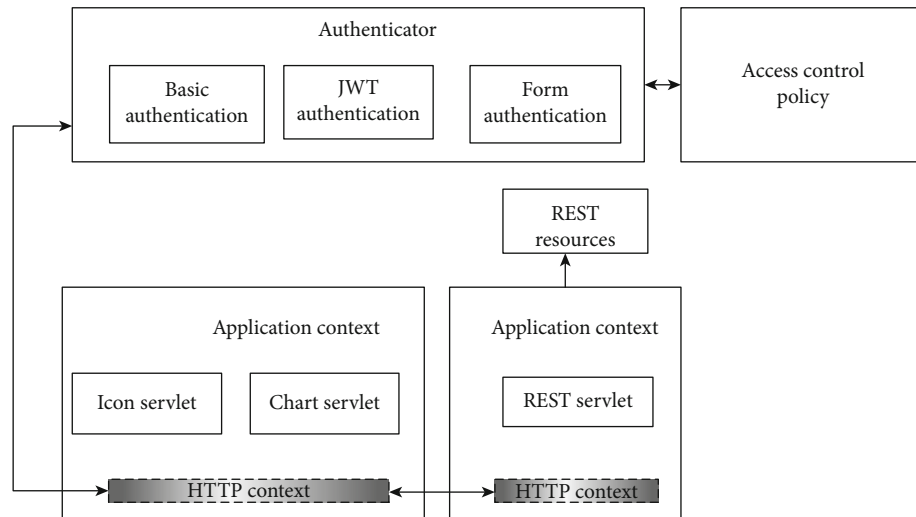 Authenticator
Basic
authentication
JWT
authentication
Form
authentication
Access control
policy
REST
resources
Application context
Icon servlet
Chart servlet
HTTP context
Application context
REST servlet
HTTP context